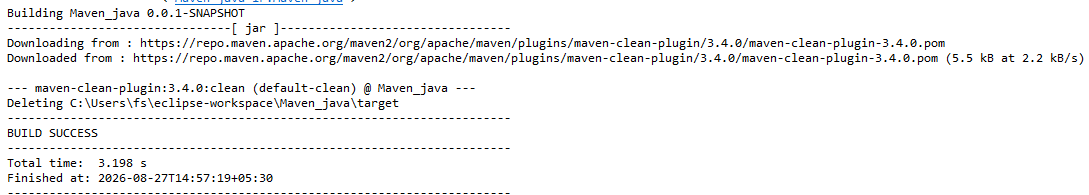 Building Maven_java 0.0.1-SNAPSHOT
-------------------------------[ jar ]--------------------------------
Downloading from : https://repo.maven.apache.org/maven2/org/apache/maven/plugins/maven-clean-plugin/3.4.0/maven-clean-plugin-3.4.0.pom
Downloaded from : https://repo.maven.apache.org/maven2/org/apache/maven/plugins/maven-clean-plugin/3.4.0/maven-clean-plugin-3.4.0.pom (5.5 kB at 2.2 kB/s)
--- maven-clean-plugin:3.4.0:clean (default-clean) @ Maven_java ---
Deleting C:\Users\fs\eclipse-workspace\Maven_java\target
------------------------------------------------------------------------
BUILD SUCCESS
------------------------------------------------------------------------
Total time:  3.198 s
Finished at: 2026-08-27T14:57:19+05:30
------------------------------------------------------------------------